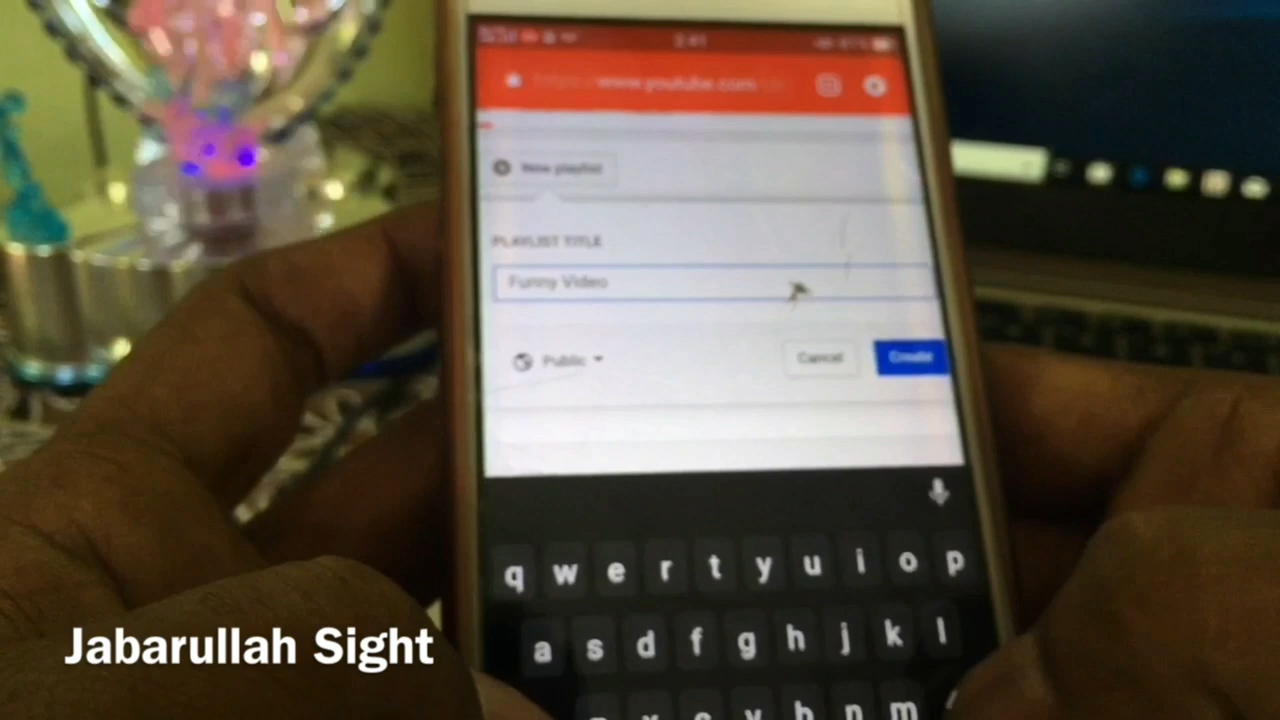 www.youtube.com
New playlist
PLAYLIST TITLE
Funny Video
Public
Cancel
Create
q w e r t y u i o p
a s d f g h j k l
v b n m
Jabarullah Sight